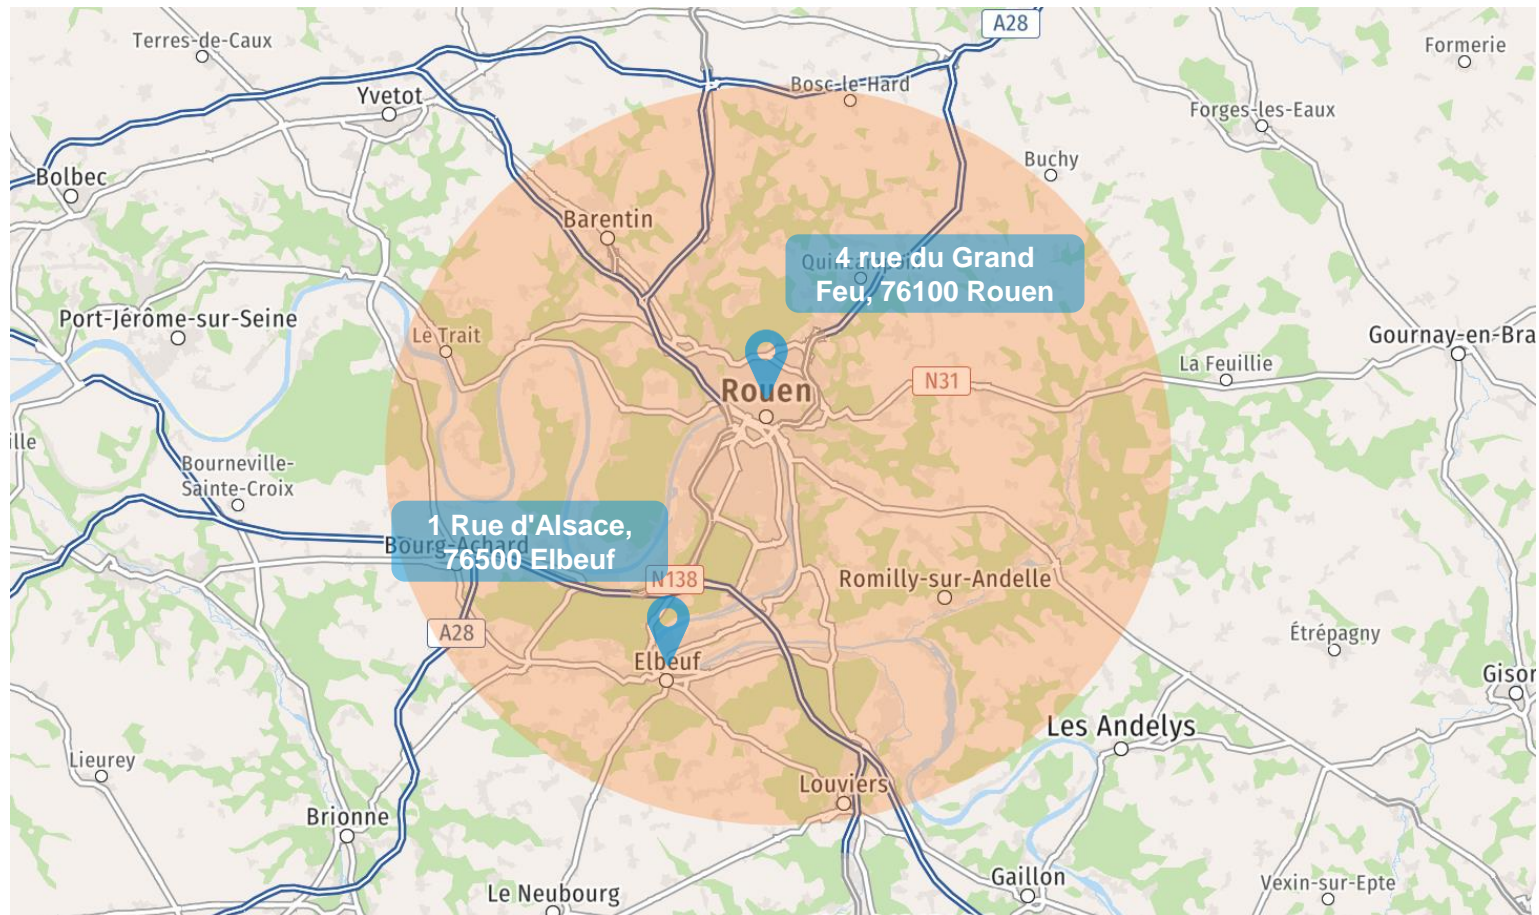 A28
Terres-de-Caux
Formerie
Bosc-le-Hard
Yvetot
Forges-les-Eaux
Buchy
Bolbec
Barentin
4 rue du Grand
Feu, 76100 Rouen
Port-Jérôme-sur-Seine
Le Trait
Gournay-en-Bra
La Feuillie
N31
Rouen
ille
Bourneville-
Sainte-Croix
1 Rue d'Alsace,
76500 Elbeuf
Bourg-Achard
N138
Romilly-sur-Andelle
A28
Étrépagny
Elbeuf
Gisor
Les Andelys
Lieurey
Louviers
Brionne
Gaillon
Vexin-sur-Epte
Le Neubourg